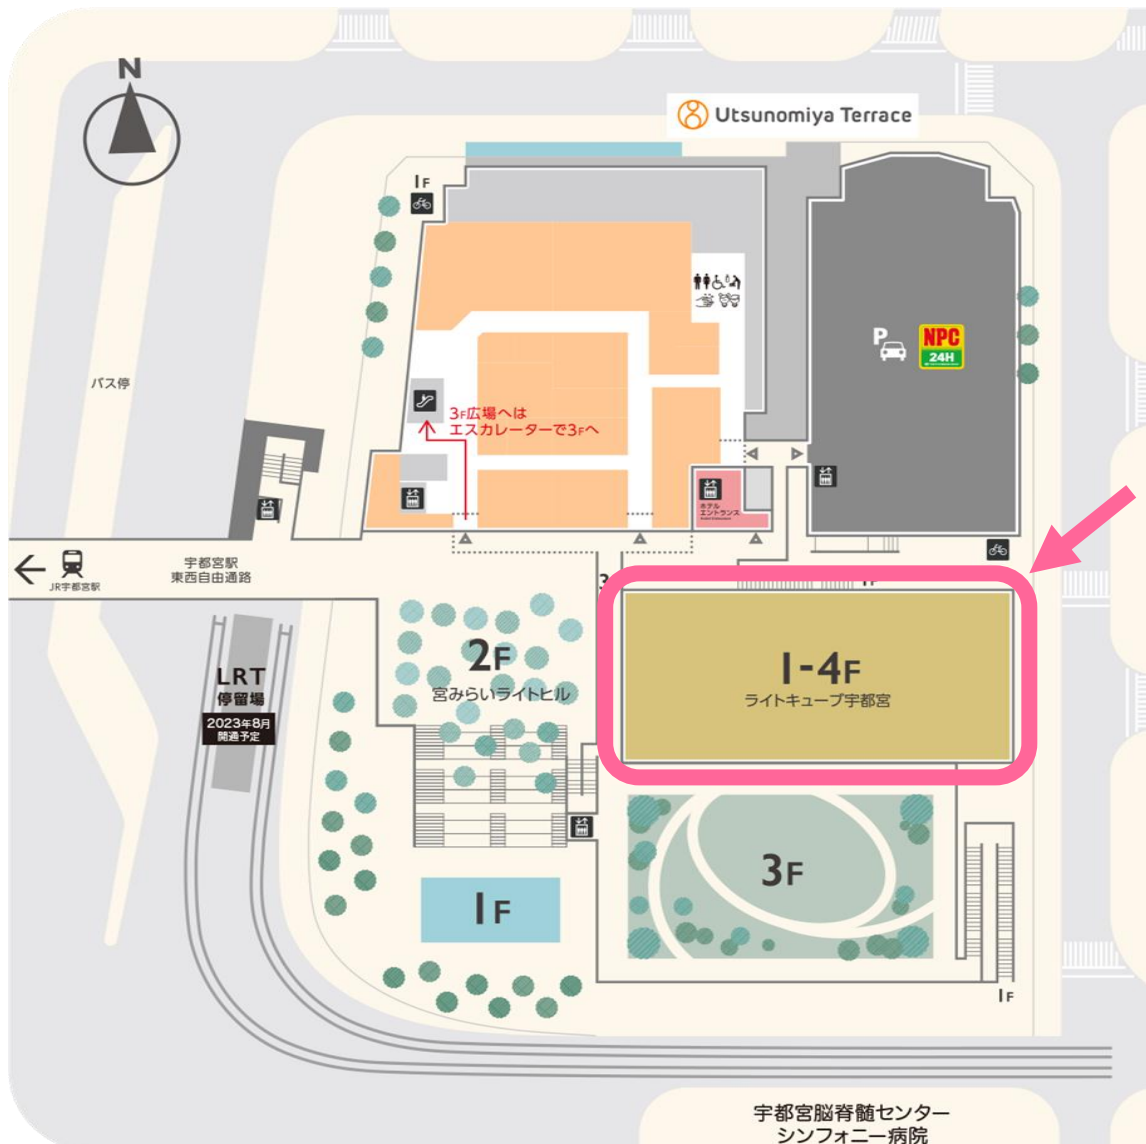 N
Utsunomiya Terrace
1F
P
NPC
24H
バス停
3F広場へは
エスカレーターで3Fへ
ホテル
エントランス
宇都宮駅
東西自由通路
JR宇都宮駅
3
1F
LRT
停留場
2023年8月
開通予定
2F
宮みらいライトヒル
1-4F
ライトキューブ宇都宮
3F
1F
1F
宇都宮脳脊髄センター
シンフォニー病院